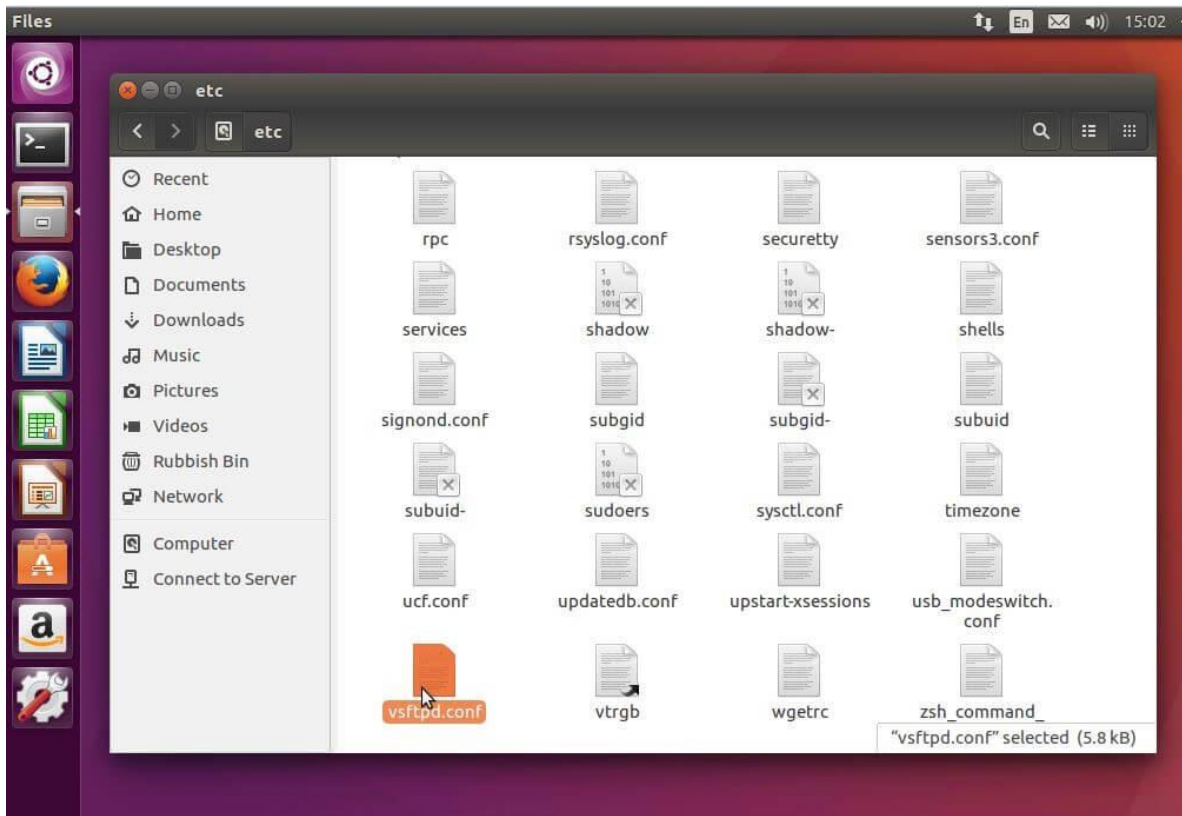 Files
En
15:02
etc
etc
Recent
Home
Desktop
Documents
Downloads
Music
Pictures
Videos
Rubbish Bin
Network
Computer
Connect to Server
rpc
rsyslog.conf
securetty
sensors3.conf
services
shadow
shadow-
shells
signond.conf
subgid
subgid-
subuid
subuid-
sudoers
sysctl.conf
timezone
ucf.conf
updatedb.conf
upstart-xsessions
usb_modeswitch.
conf
vsftpd.conf
vtrgb
wgetrc
zsh_command_
“vsftpd.conf” selected (5.8 kB)